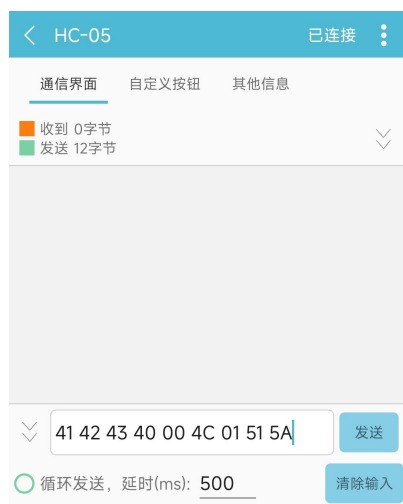 HC-05 已连接
通信界面 自定义按钮 其他信息
收到 0字节
发送 12字节
41 42 43 40 00 4C 01 51 5A 发送
循环发送，延时(ms): 500 清除输入